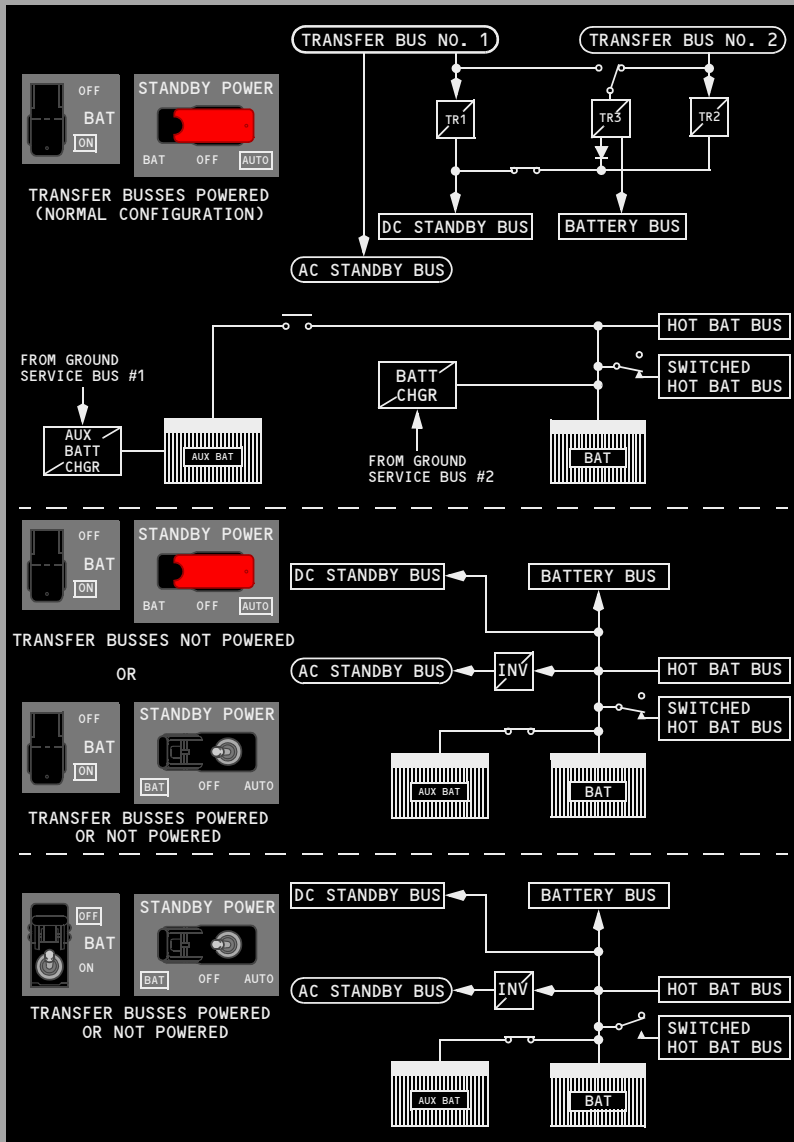 TRANSFER BUS NO. 1
TRANSFER BUS NO. 2
OFF
BAT
ON
STANDBY POWER
BAT OFF AUTO
TR1
TR3
TR2
TRANSFER BUSSES POWERED
(NORMAL CONFIGURATION)
DC STANDBY BUS
BATTERY BUS
AC STANDBY BUS
HOT BAT BUS
FROM GROUND
SERVICE BUS #1
BATT
CHGR
SWITCHED
HOT BAT BUS
AUX
BATT
CHGR
AUX BAT
FROM GROUND
SERVICE BUS #2
BAT
OFF
BAT
ON
STANDBY POWER
BAT OFF AUTO
DC STANDBY BUS
BATTERY BUS
TRANSFER BUSSES NOT POWERED
OR
AC STANDBY BUS
INV
HOT BAT BUS
SWITCHED
HOT BAT BUS
OFF
BAT
ON
STANDBY POWER
BAT OFF AUTO
AUX BAT
BAT
TRANSFER BUSSES POWERED
OR NOT POWERED
DC STANDBY BUS
BATTERY BUS
OFF
BAT
ON
STANDBY POWER
BAT OFF AUTO
AC STANDBY BUS
INV
HOT BAT BUS
TRANSFER BUSSES POWERED
OR NOT POWERED
SWITCHED
HOT BAT BUS
AUX BAT
BAT